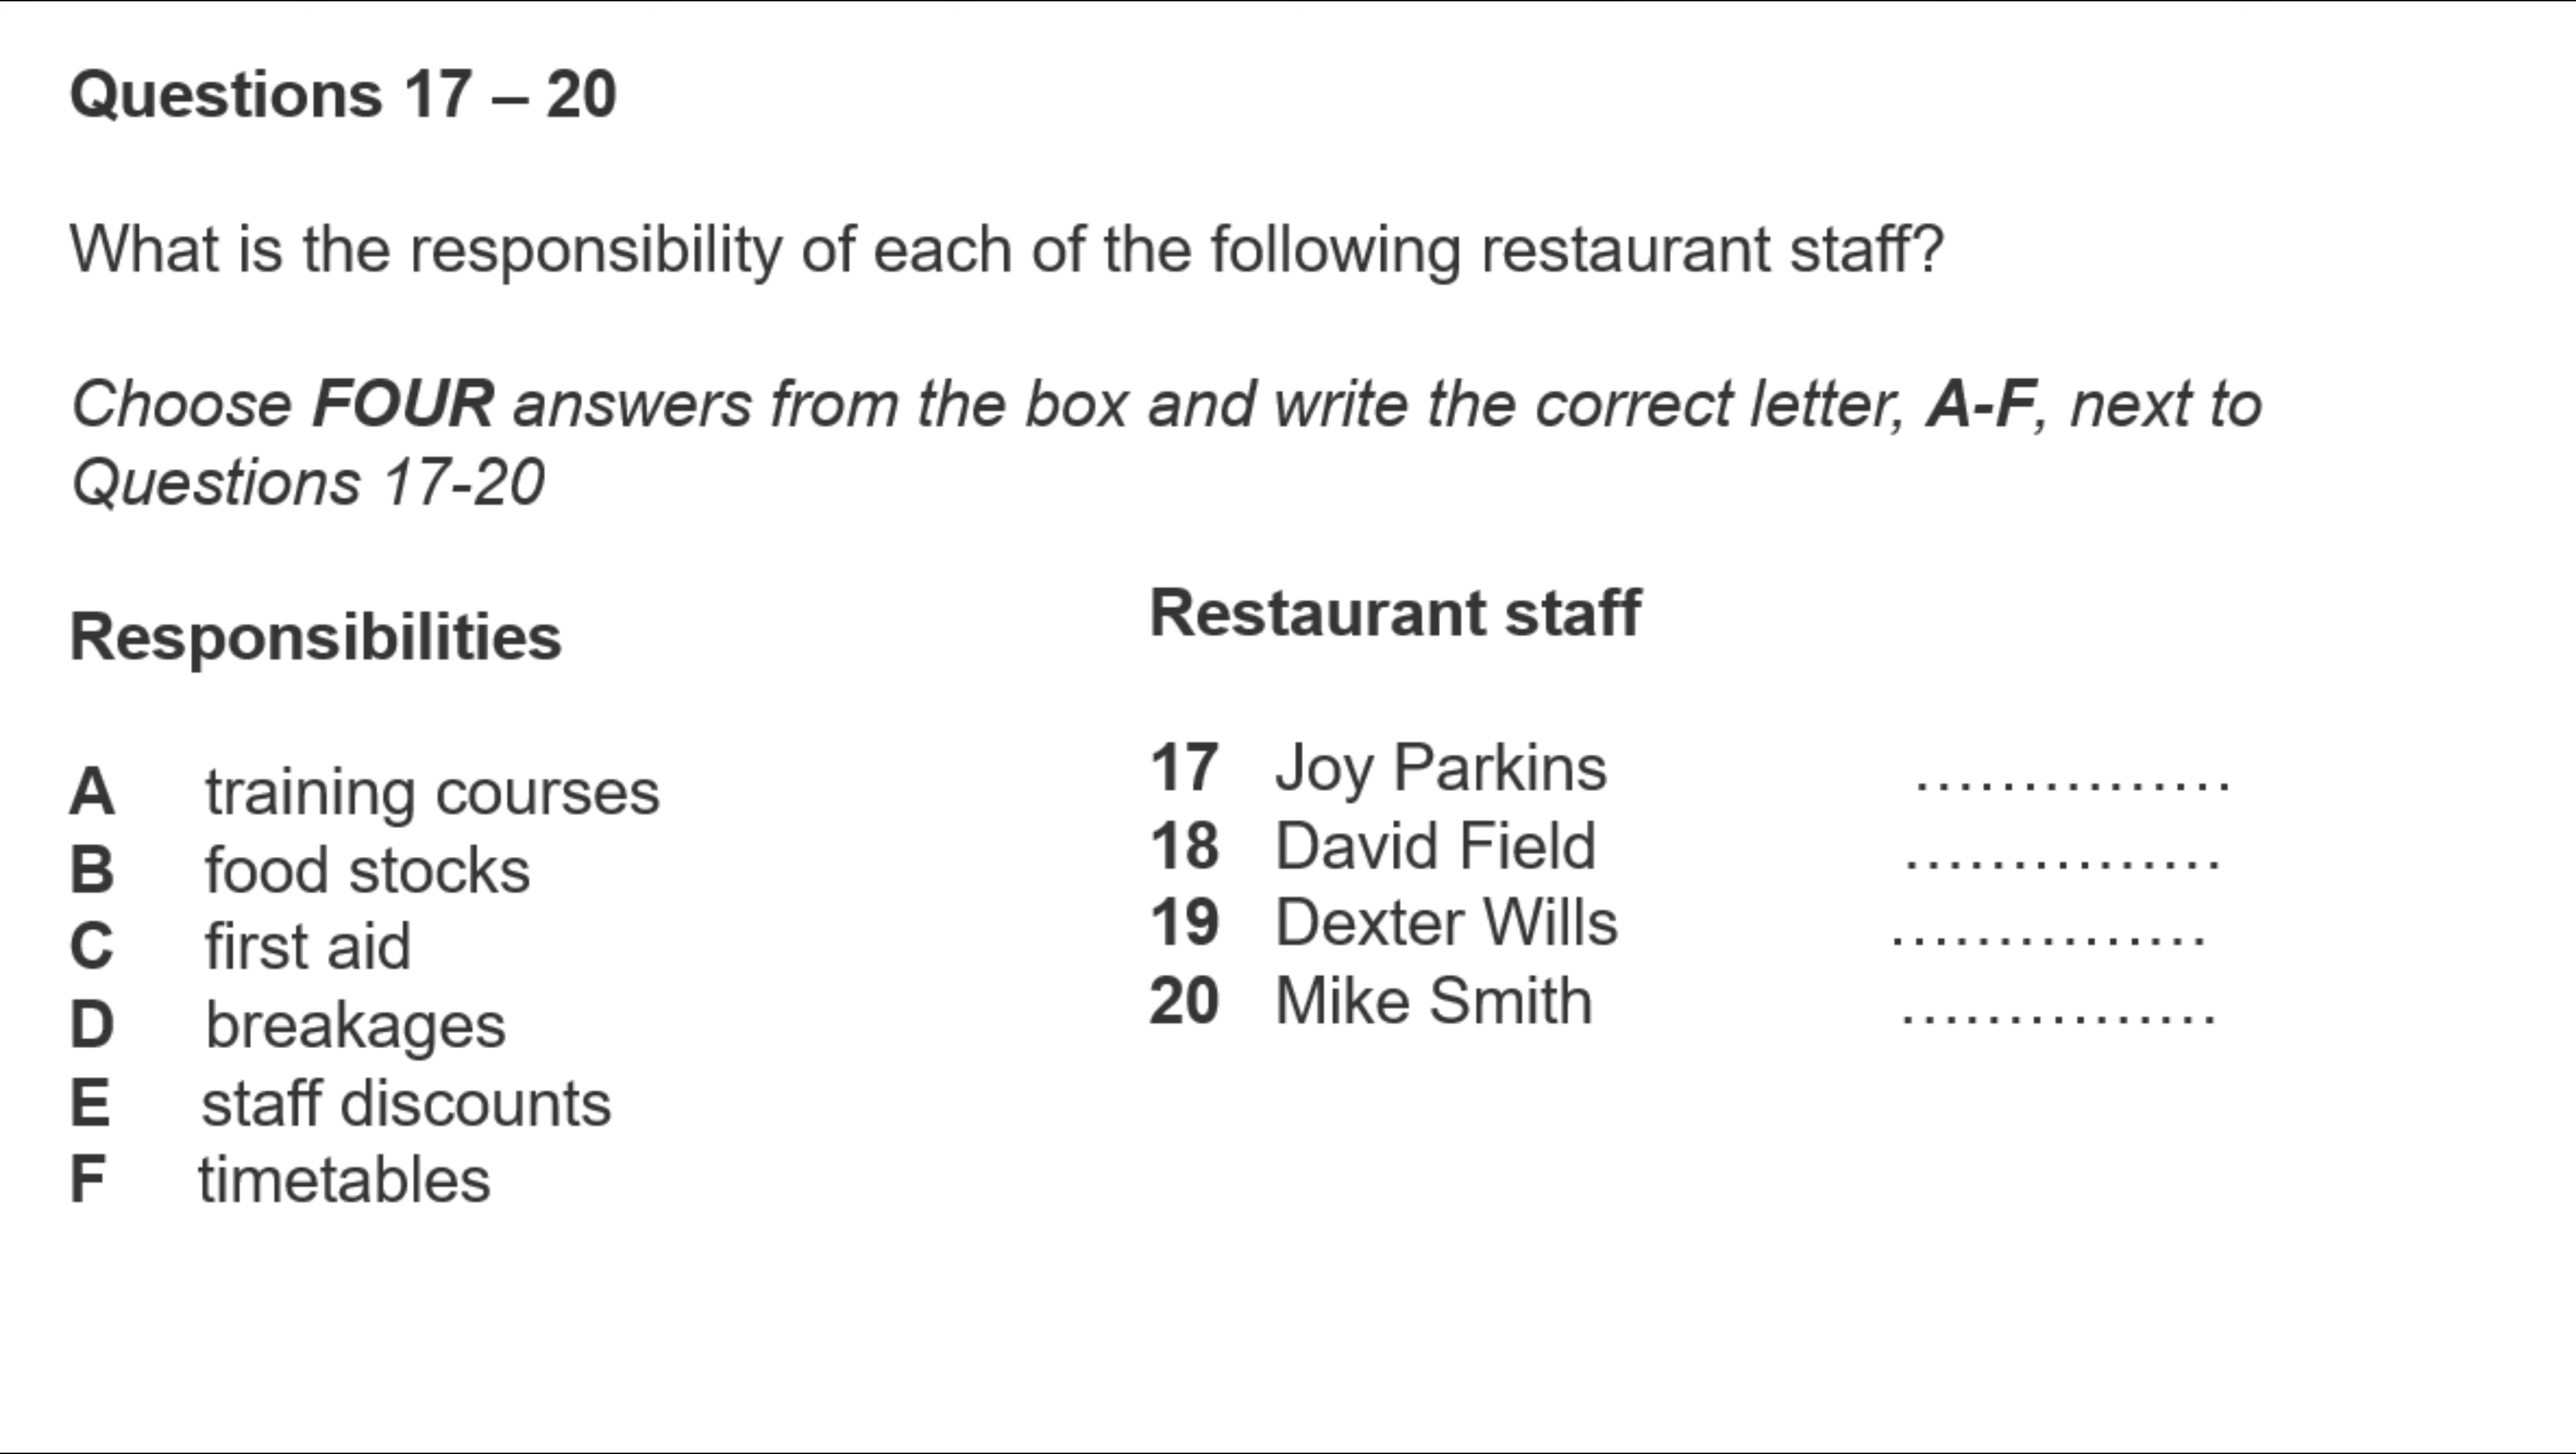 Questions 17 – 20
What is the responsibility of each of the following restaurant staff?
Choose FOUR answers from the box and write the correct letter, A-F, next to
Questions 17-20
Responsibilities
A training courses
B food stocks
C first aid
D breakages
E staff discounts
F timetables
Restaurant staff
17 Joy Parkins ...............
18 David Field ...............
19 Dexter Wills ...............
20 Mike Smith ...............